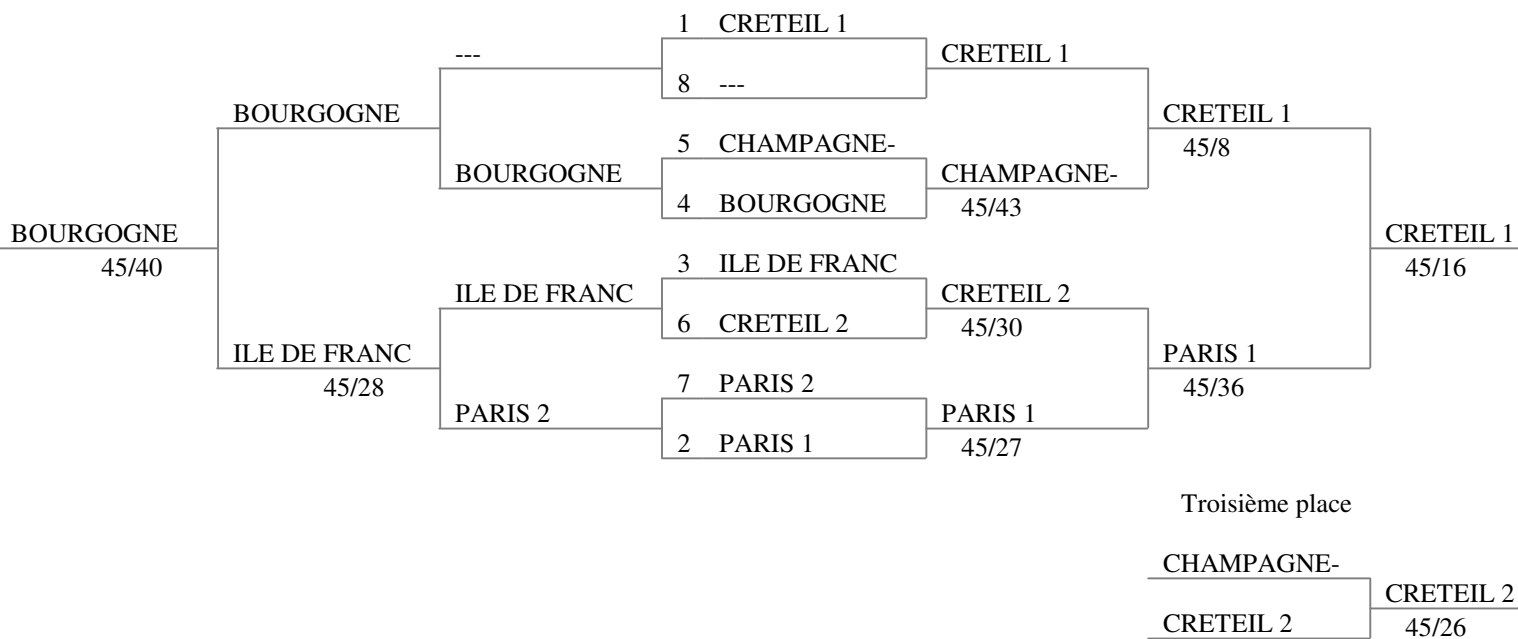 1 CRETEIL 1
--- CRETEIL 1
8 ---
BOURGOGNE CRETEIL 1
5 CHAMPAGNE- 45/8
BOURGOGNE CHAMPAGNE-
4 BOURGOGNE 45/43
BOURGOGNE CRETEIL 1
45/40 3 ILE DE FRANC 45/16
ILE DE FRANC CRETEIL 2
6 CRETEIL 2 45/30
ILE DE FRANC PARIS 1
45/28 7 PARIS 2 45/36
PARIS 2 PARIS 1
2 PARIS 1 45/27
Troisième place
CHAMPAGNE-
CRETEIL 2
CRETEIL 2 45/26